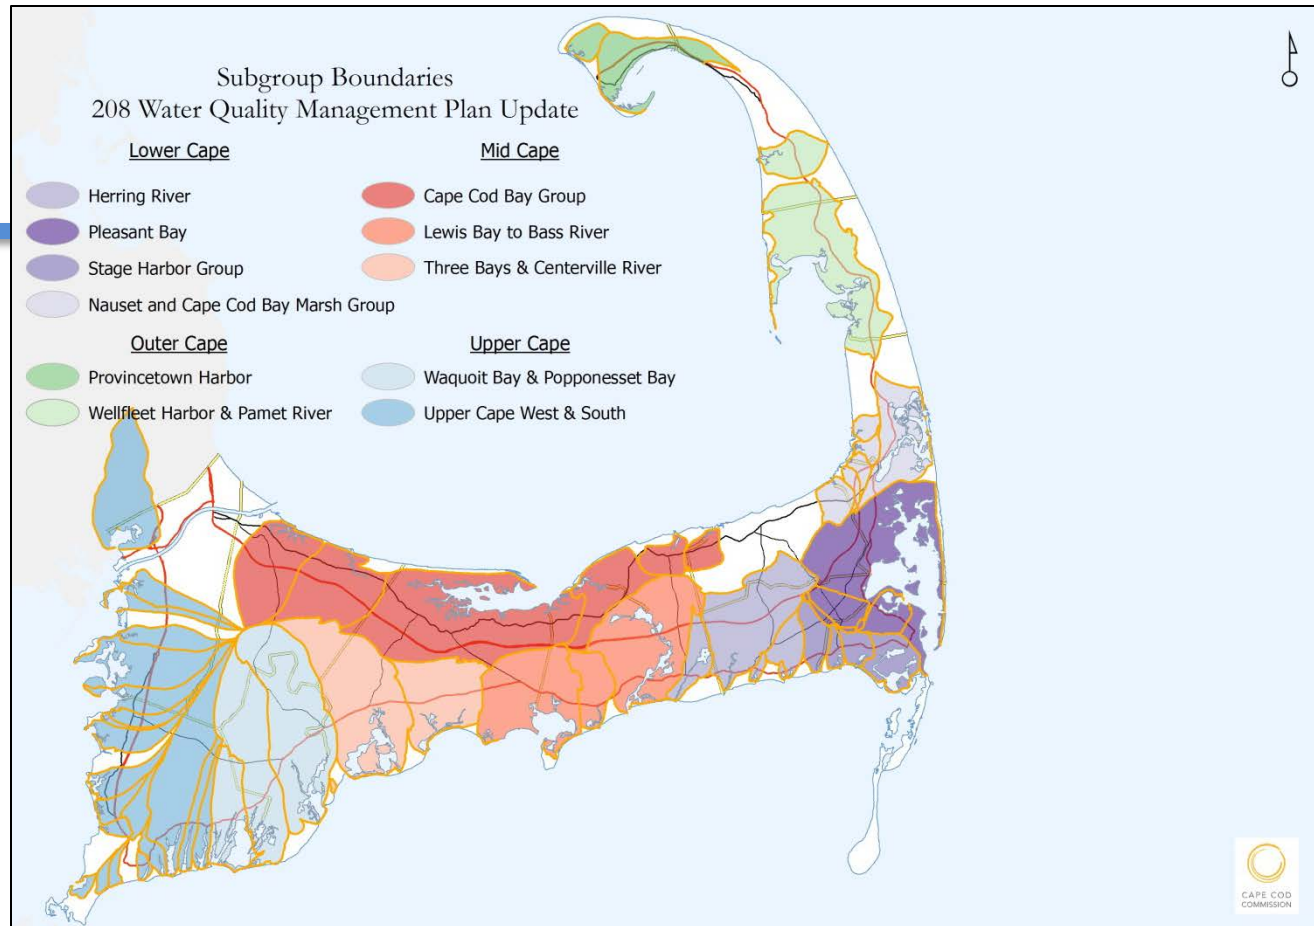 Subgroup Boundaries
208 Water Quality Management Plan Update
Lower Cape
Herring River
Pleasant Bay
Stage Harbor Group
Nauset and Cape Cod Bay Marsh Group
Mid Cape
Cape Cod Bay Group
Lewis Bay to Bass River
Three Bays & Centerville River
Outer Cape
Provincetown Harbor
Wellfleet Harbor & Pamet River
Upper Cape
Waquoit Bay & Popponesset Bay
Upper Cape West & South
CAPE COD
COMMISSION